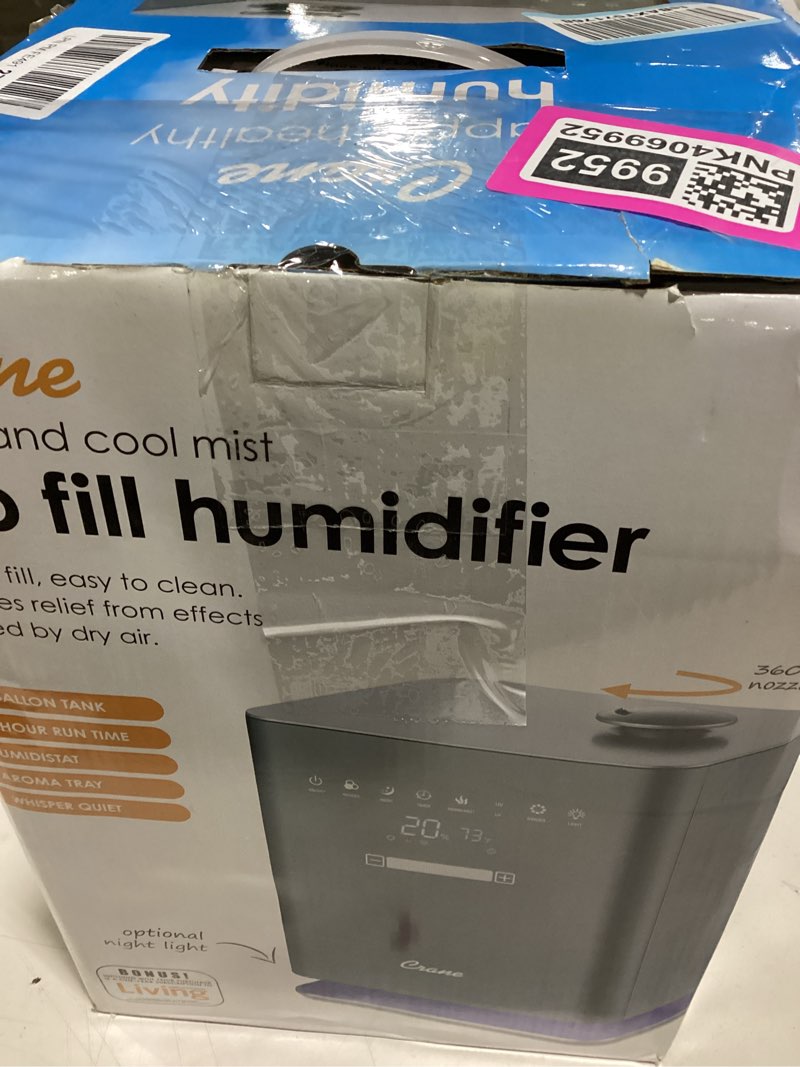 humidity
happy healthy
Crane
9952
PNK4069952
ne
and cool mist
o fill humidifier
fill, easy to clean.
es relief from effects
ed by dry air.
ALLON TANK
HOUR RUN TIME
UMIDISTAT
AROMA TRAY
WHISPER QUIET
360
nozz
20%
73°F
optional
night light
Crane
BONUS!
Living